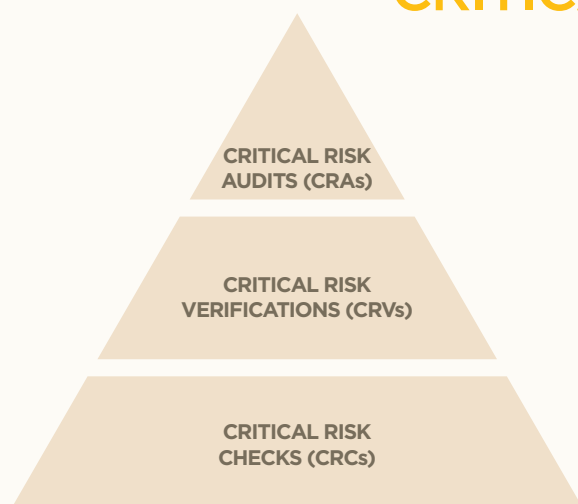 CRITICAL RISK
AUDITS (CRAs)
CRITICAL RISK
VERIFICATIONS (CRVs)
CRITICAL RISK
CHECKS (CRCs)